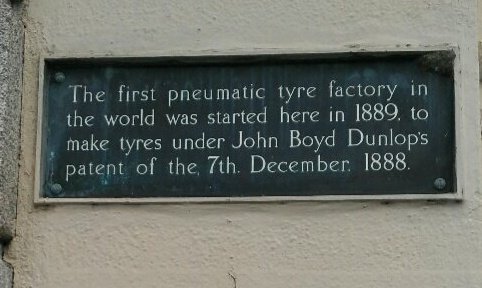 The first pneumatic tyre factory in
the world was started here in 1889, to
make tyres under John Boyd Dunlop's
patent of the, 7th. December, 1888.